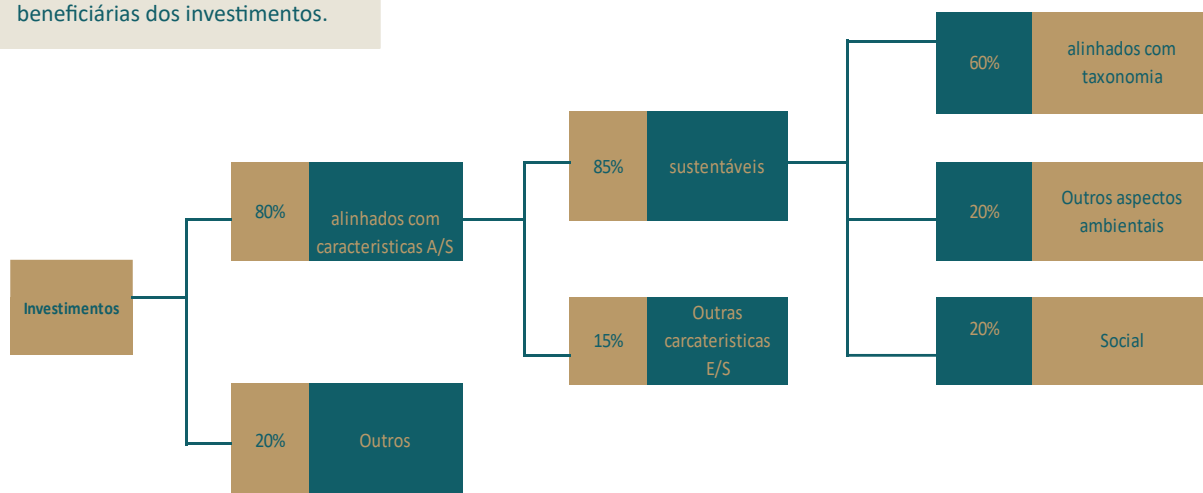 beneficiárias dos investimentos.
60%
alinhados com
taxonomia
85%
sustentáveis
80%
alinhados com
caracteristicas A/S
20%
Outros aspectos
ambientais
Investimentos
15%
Outras
carcateristicas
E/S
20%
Social
20%
Outros